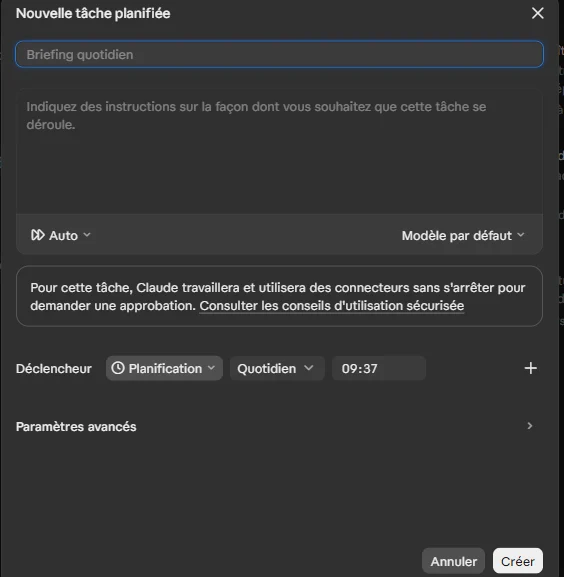 Nouvelle tâche planifiée
Briefing quotidien
Indiquez des instructions sur la façon dont vous souhaitez que cette tâche se
déroule.
Auto
Modèle par défaut
Pour cette tâche, Claude travaillera et utilisera des connecteurs sans s'arrêter pour
demander une approbation. Consulter les conseils d'utilisation sécurisée
Déclencheur Planification Quotidien 09:37
Paramètres avancés
Annuler Créer